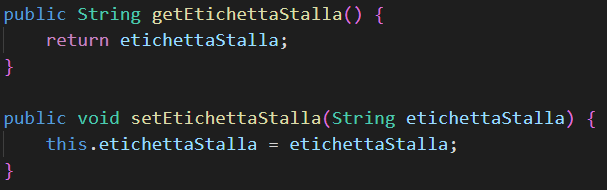 public String getEtichettaStalla() {
    return etichettaStalla;
}

public void setEtichettaStalla(String etichettaStalla) {
    this.etichettaStalla = etichettaStalla;
}